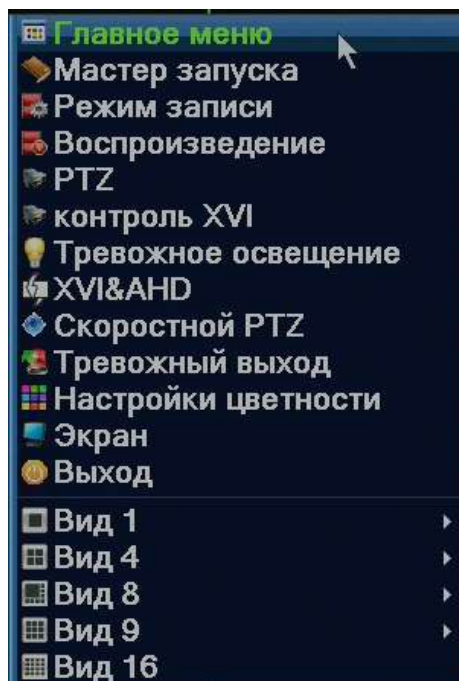 Главное меню
Мастер запуска
Режим записи
Воспроизведение
PTZ
контроль XVI
Тревожное освещение
XVI&AHD
Скоростной PTZ
Тревожный выход
Настройки цветности
Экран
Выход
Вид 1
Вид 4
Вид 8
Вид 9
Вид 16